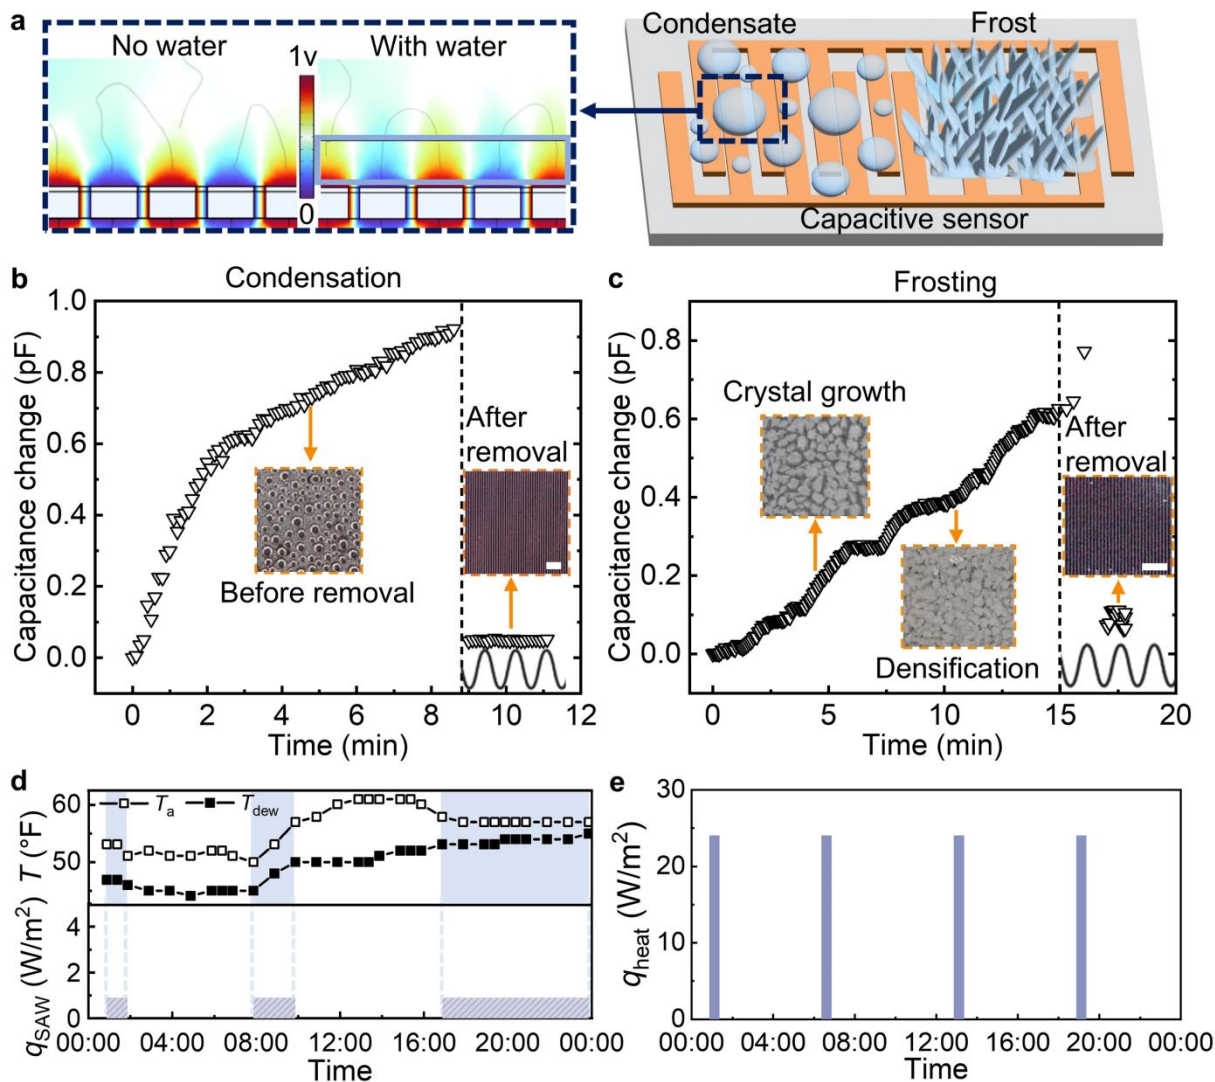 a
No water
1v
With water
0
Condensate
Frost
Capacitive sensor
b
Condensation
Capacitance change (pF)
1.0
0.8
0.6
0.4
0.2
0.0
After
removal
Before removal
0 2 4 6 8 10 12
Time (min)
c
Frosting
Capacitance change (pF)
0.8
0.6
0.4
0.2
0.0
Crystal growth
After
removal
Densification
0 5 10 15 20
Time (min)
d
Tₐ T_dew
T (°F)
60
50
q_SAW (W/m²)
4
2
0
00:00 04:00 08:00 12:00 16:00 20:00 00:00
Time
e
q_heat (W/m²)
30
20
10
0
00:00 04:00 08:00 12:00 16:00 20:00 00:00
Time